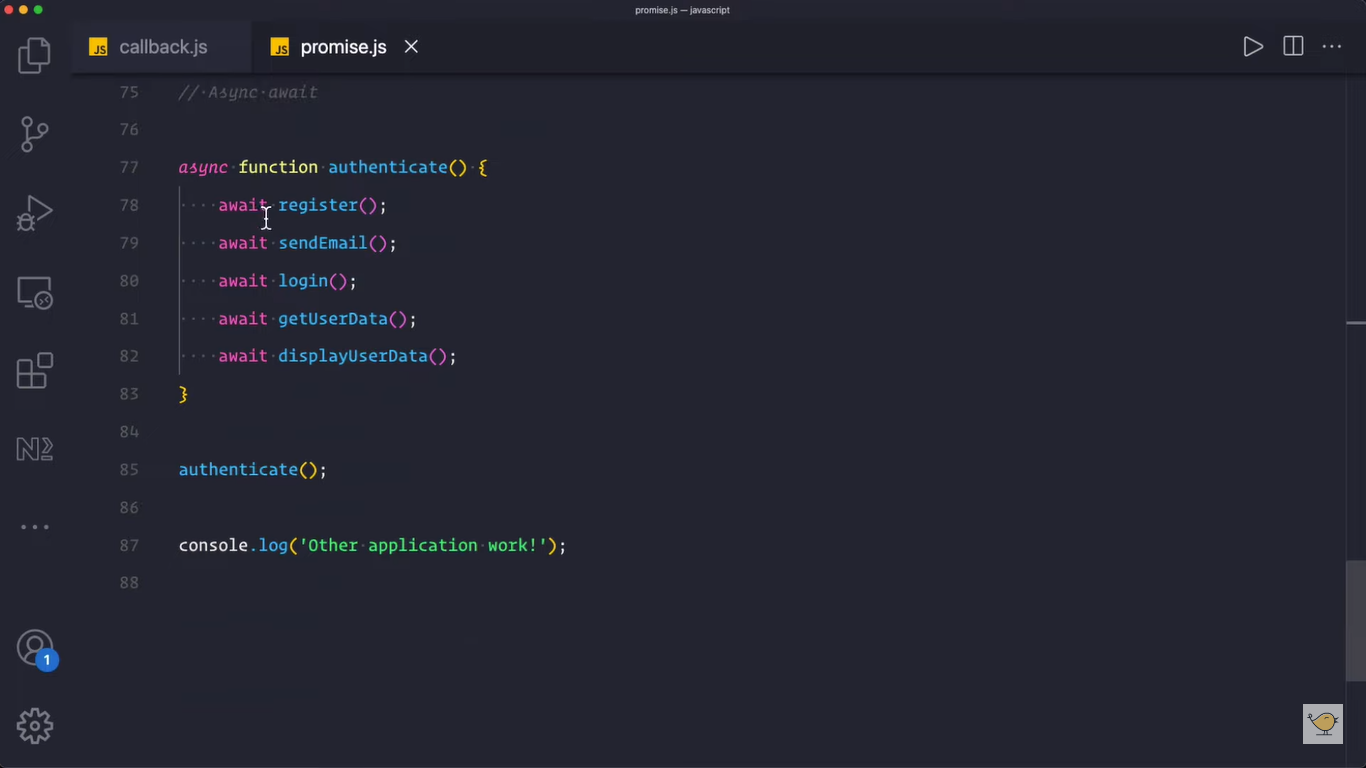 promise.js — javascript
JS callback.js JS promise.js
75 // Async await
76
77 async function authenticate() {
78 await register();
79 await sendEmail();
80 await login();
81 await getUserData();
82 await displayUserData();
83 }
84
85 authenticate();
86
87 console.log('Other application work!');
88
1